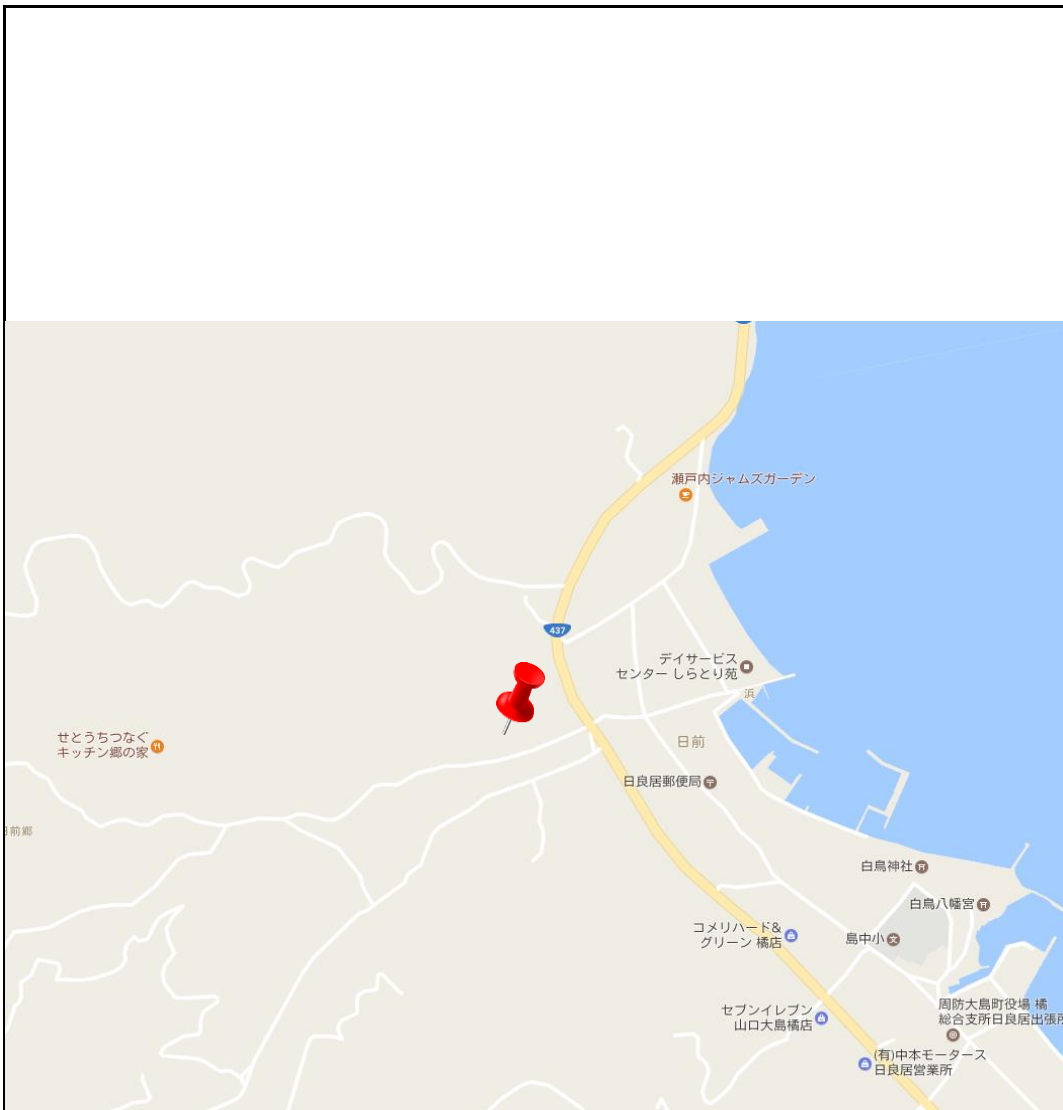 瀬戸内ジャムズガーデン
437
デイサービス
センター しらとり苑
浜
せとうちつなぐ
キッチン郷の家
日前
日良居郵便局
前郷
白鳥神社
白鳥八幡宮
コメリハード&
グリーン 橘店
島中小
文
セブンイレブン
山口大島橘店
周防大島町役場 橘
総合支所日良居出張所
(有)中本モータース
日良居営業所